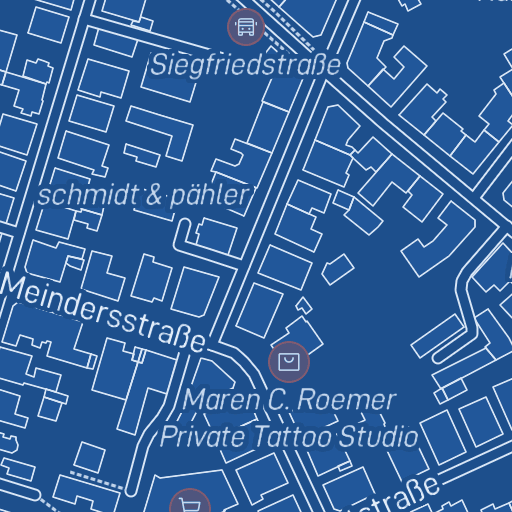 Siegfriedstraße
schmidt & pähler
Meindersstraße
Maren C. Roemer
Private Tattoo Studio